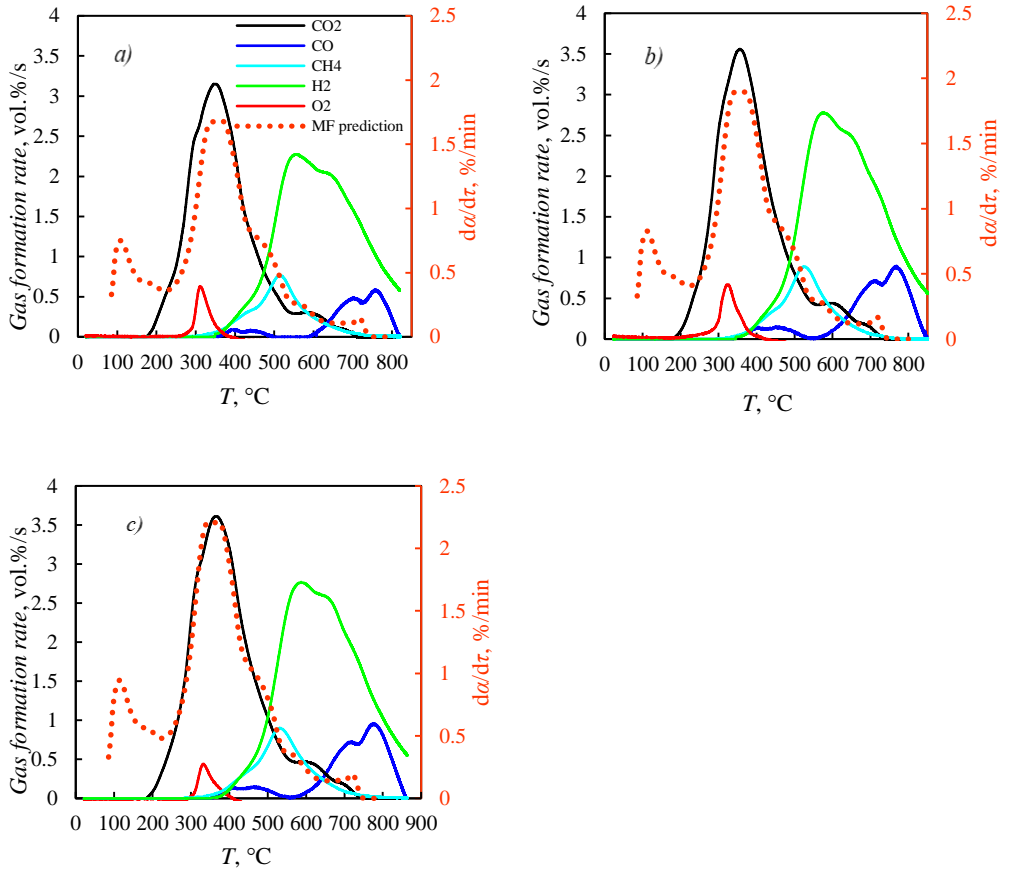 a)
CO2
CO
CH4
H2
O2
MF prediction
Gas formation rate, vol.%/s
4
3.5
3
2.5
2
1.5
1
0.5
0
0 100 200 300 400 500 600 700 800
T, °C
2.5
2
1.5
1
0.5
0
dα/dτ, %/min
b)
Gas formation rate, vol.%/s
4
3.5
3
2.5
2
1.5
1
0.5
0
0 100 200 300 400 500 600 700 800
T, °C
2.5
2
1.5
1
0.5
0
dα/dτ, %/min
c)
Gas formation rate, vol.%/s
4
3.5
3
2.5
2
1.5
1
0.5
0
0 100 200 300 400 500 600 700 800 900
T, °C
2.5
2
1.5
1
0.5
0
dα/dτ, %/min